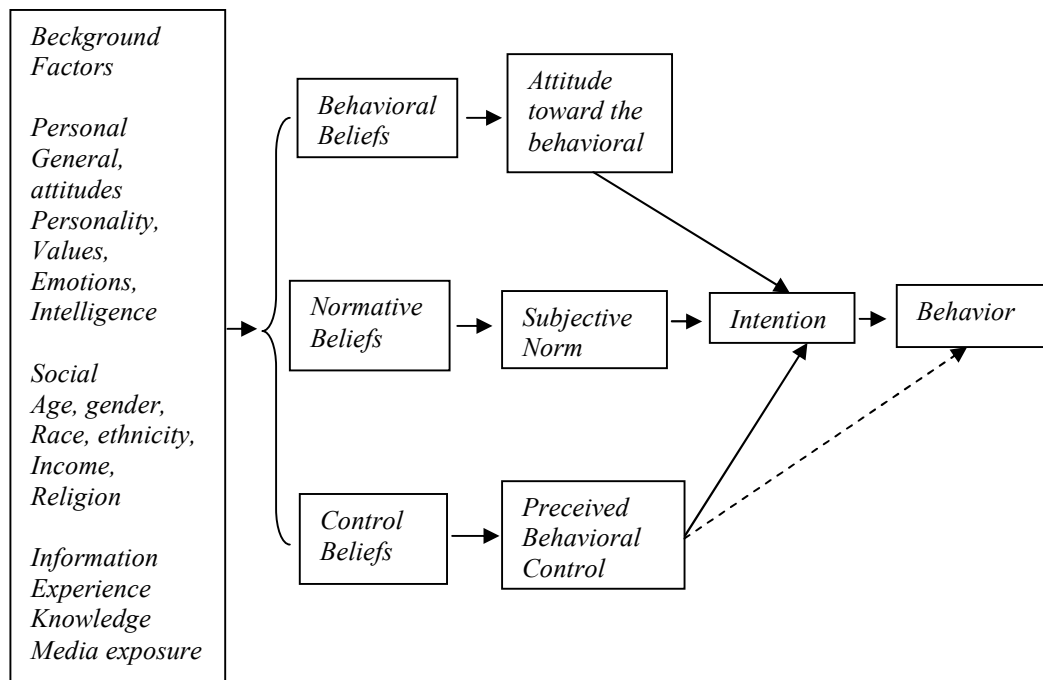 Beckground
Factors
Personal
General,
attitudes
Personality,
Values,
Emotions,
Intelligence
Social
Age, gender,
Race, ethnicity,
Income,
Religion
Information
Experience
Knowledge
Media exposure
Behavioral
Beliefs
Attitude
toward the
behavioral
Normative
Beliefs
Subjective
Norm
Intention
Behavior
Control
Beliefs
Preceived
Behavioral
Control